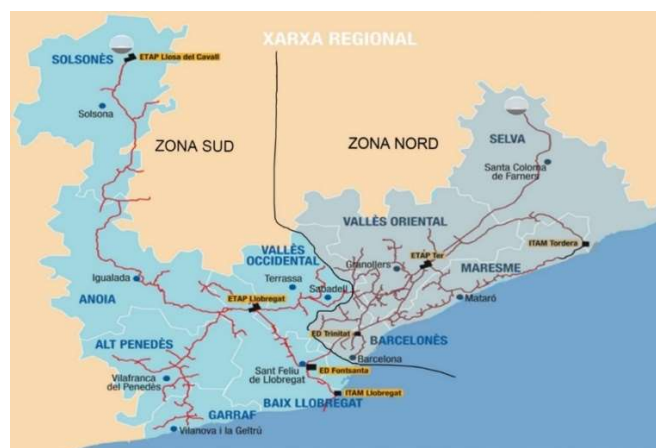 XARXA REGIONAL
SOLSONÈS
ETAP Llosa del Cavall
Solsona
ZONA SUD
ZONA NORD
SELVA
Santa Coloma
de Farners
VALLÈS ORIENTAL
ITAM Tordera
VALLÈS
OCCIDENTAL
ETAP Ter
Granollers
MARESME
Igualada
Terrassa
Sabadell
ANOIA
ETAP Llobregat
Mataró
ED Trinitat
BARCELONÈS
ALT PENEDÈS
Barcelona
Sant Feliu
de Llobregat
ED Fontsanta
Vilafranca
del Penedès
ITAM Llobregat
BAIX LLOBREGAT
GARRAF
Vilanova i la Geltrú